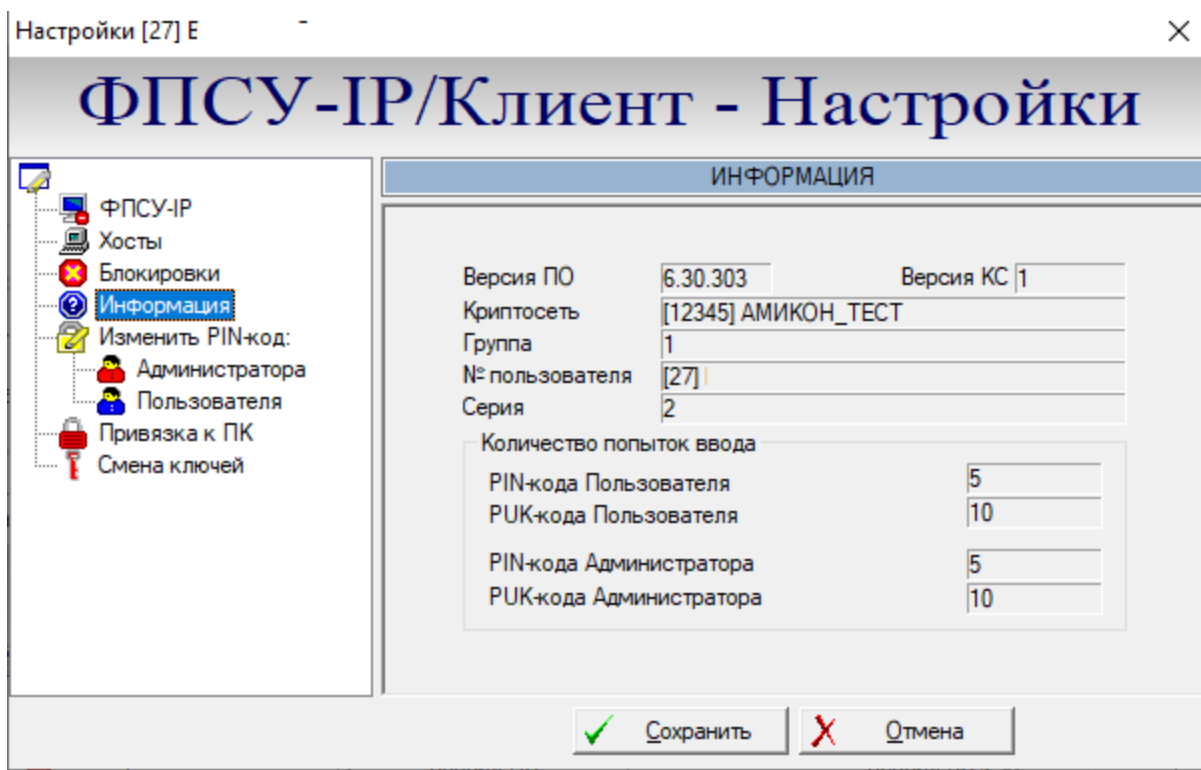 Настройки [27]
ФПСУ-IP/Клиент - Настройки
ФПСУ-IP
Хосты
Блокировки
Информация
Изменить PIN-код:
Администратора
Пользователя
Привязка к ПК
Смена ключей
ИНФОРМАЦИЯ
Версия ПО 6.30.303 Версия КС 1
Криптосеть [12345] АМИКОН_ТЕСТ
Группа 1
№ пользователя [27]
Серия 2
Количество попыток ввода
PIN-кода Пользователя 5
PUK-кода Пользователя 10
PIN-кода Администратора 5
PUK-кода Администратора 10
Сохранить Отмена